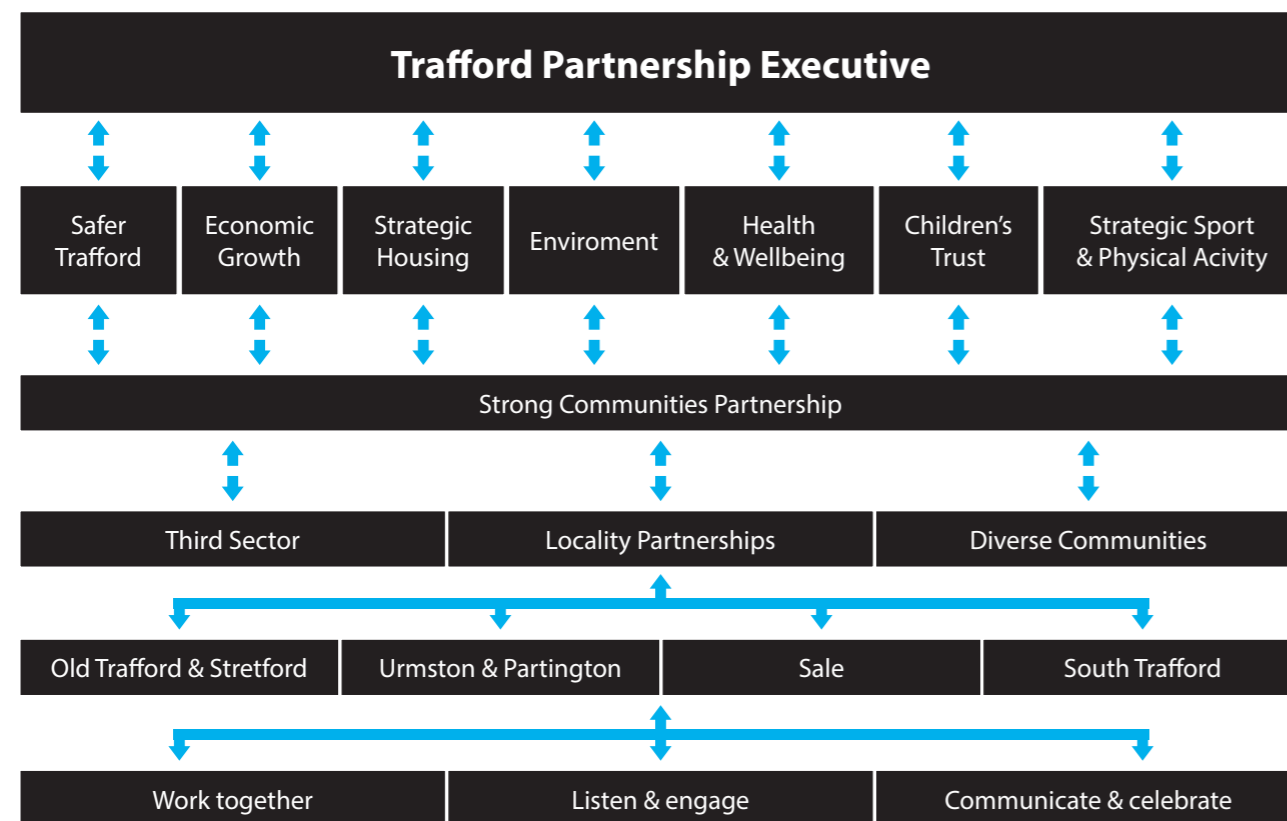 Trafford Partnership Executive
Safer
Trafford
Economic
Growth
Strategic
Housing
Enviroment
Health
& Wellbeing
Children's
Trust
Strategic Sport
& Physical Acivity
Strong Communities Partnership
Third Sector
Locality Partnerships
Diverse Communities
Old Trafford & Stretford
Urmston & Partington
Sale
South Trafford
Work together
Listen & engage
Communicate & celebrate